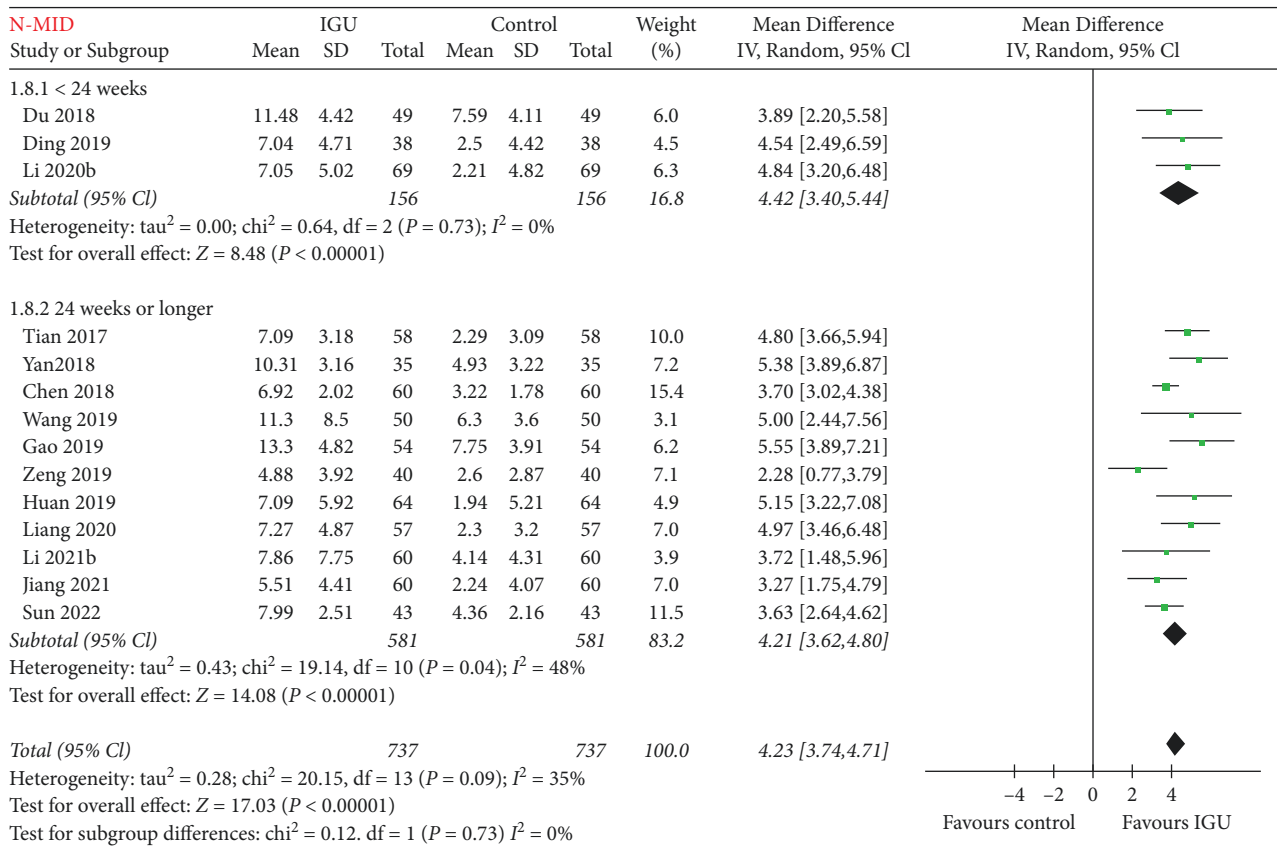 N-MID IGU Control Weight Mean Difference Mean Difference
Study or Subgroup Mean SD Total Mean SD Total (%) IV, Random, 95% Cl IV, Random, 95% Cl
1.8.1 < 24 weeks
Du 2018 11.48 4.42 49 7.59 4.11 49 6.0 3.89 [2.20,5.58]
Ding 2019 7.04 4.71 38 2.5 4.42 38 4.5 4.54 [2.49,6.59]
Li 2020b 7.05 5.02 69 2.21 4.82 69 6.3 4.84 [3.20,6.48]
Subtotal (95% Cl) 156 156 16.8 4.42 [3.40,5.44]
Heterogeneity: tau² = 0.00; chi² = 0.64, df = 2 (P = 0.73); I² = 0%
Test for overall effect: Z = 8.48 (P < 0.00001)
1.8.2 24 weeks or longer
Tian 2017 7.09 3.18 58 2.29 3.09 58 10.0 4.80 [3.66,5.94]
Yan2018 10.31 3.16 35 4.93 3.22 35 7.2 5.38 [3.89,6.87]
Chen 2018 6.92 2.02 60 3.22 1.78 60 15.4 3.70 [3.02,4.38]
Wang 2019 11.3 8.5 50 6.3 3.6 50 3.1 5.00 [2.44,7.56]
Gao 2019 13.3 4.82 54 7.75 3.91 54 6.2 5.55 [3.89,7.21]
Zeng 2019 4.88 3.92 40 2.6 2.87 40 7.1 2.28 [0.77,3.79]
Huan 2019 7.09 5.92 64 1.94 5.21 64 4.9 5.15 [3.22,7.08]
Liang 2020 7.27 4.87 57 2.3 3.2 57 7.0 4.97 [3.46,6.48]
Li 2021b 7.86 7.75 60 4.14 4.31 60 3.9 3.72 [1.48,5.96]
Jiang 2021 5.51 4.41 60 2.24 4.07 60 7.0 3.27 [1.75,4.79]
Sun 2022 7.99 2.51 43 4.36 2.16 43 11.5 3.63 [2.64,4.62]
Subtotal (95% Cl) 581 581 83.2 4.21 [3.62,4.80]
Heterogeneity: tau² = 0.43; chi² = 19.14, df = 10 (P = 0.04); I² = 48%
Test for overall effect: Z = 14.08 (P < 0.00001)
Total (95% Cl) 737 737 100.0 4.23 [3.74,4.71]
Heterogeneity: tau² = 0.28; chi² = 20.15, df = 13 (P = 0.09); I² = 35%
Test for overall effect: Z = 17.03 (P < 0.00001)
Test for subgroup differences: chi² = 0.12. df = 1 (P = 0.73) I² = 0%
−4 −2 0 2 4
Favours control Favours IGU